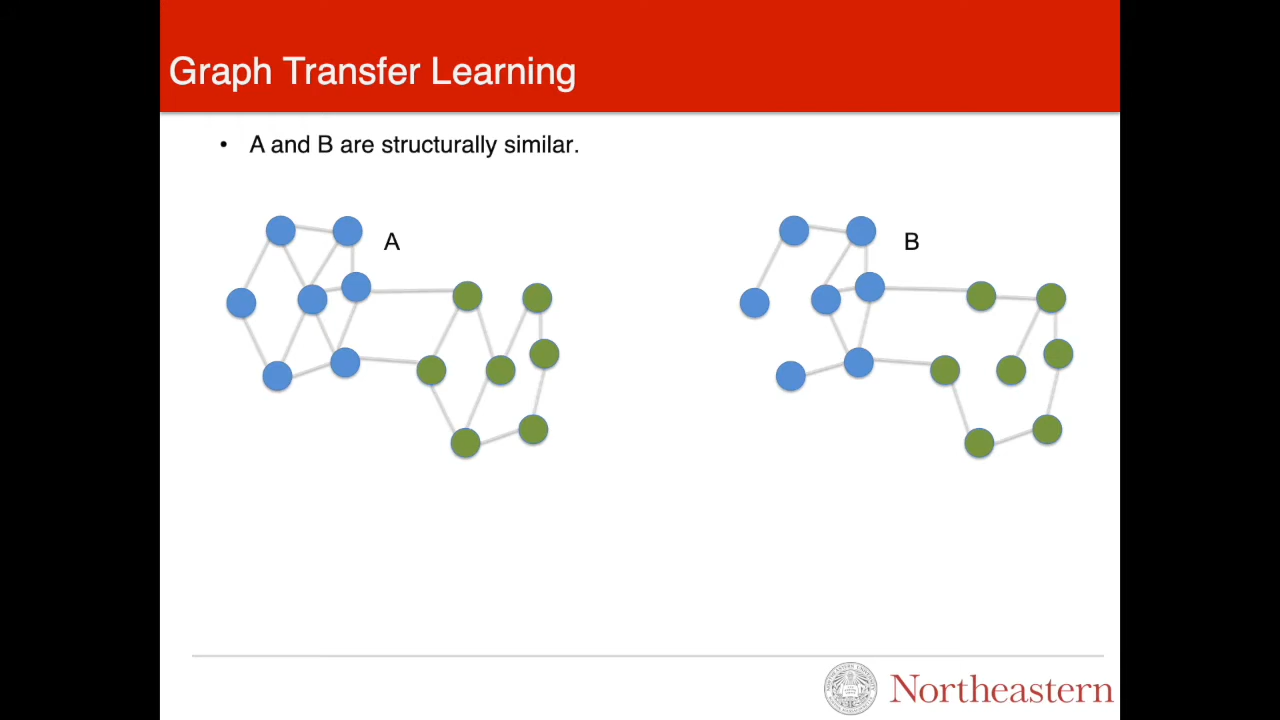 Graph Transfer Learning
• A and B are structurally similar.
A
B
Northeastern